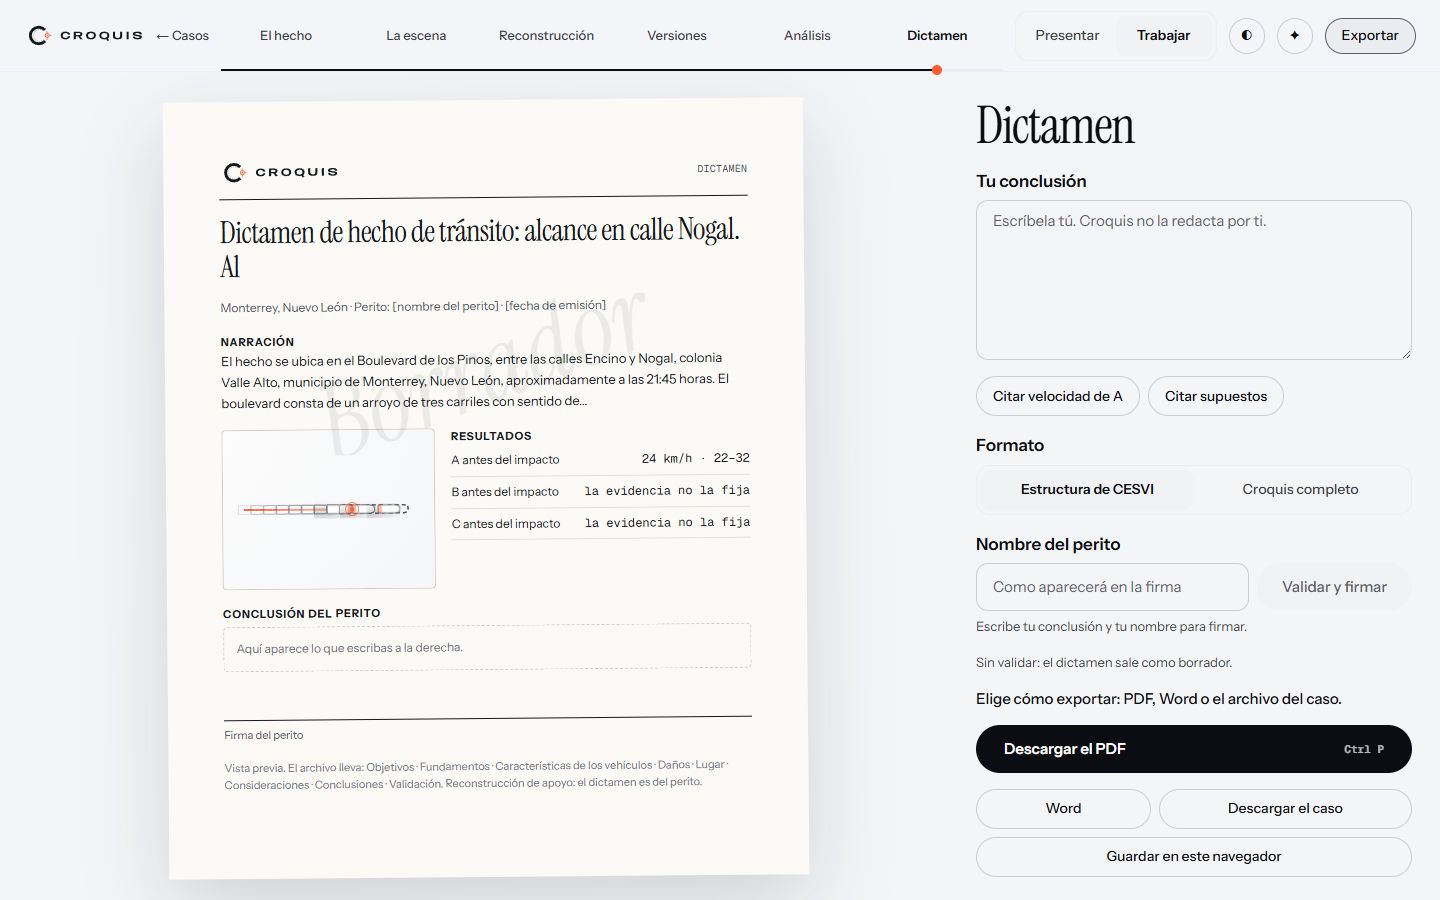 CROQUIS
← Casos
El hecho
La escena
Reconstrucción
Versiones
Análisis
Dictamen
Presentar
Trabajar
Exportar
CROQUIS
DICTAMEN
Dictamen de hecho de tránsito: alcance en calle Nogal.
Al
Monterrey, Nuevo León · Perito: [nombre del perito] · [fecha de emisión]
Borrador
NARRACIÓN
El hecho se ubica en el Boulevard de los Pinos, entre las calles Encino y Nogal, colonia
Valle Alto, municipio de Monterrey, Nuevo León, aproximadamente a las 21:45 horas. El
boulevard consta de un arroyo de tres carriles con sentido de...
RESULTADOS
A antes del impacto 24 km/h · 22–32
B antes del impacto la evidencia no la fija
C antes del impacto la evidencia no la fija
CONCLUSIÓN DEL PERITO
Aquí aparece lo que escribas a la derecha.
Firma del perito
Vista previa. El archivo lleva: Objetivos · Fundamentos · Características de los vehículos · Daños · Lugar ·
Consideraciones · Conclusiones · Validación. Reconstrucción de apoyo: el dictamen es del perito.
Dictamen
Tu conclusión
Escríbela tú. Croquis no la redacta por ti.
Citar velocidad de A
Citar supuestos
Formato
Estructura de CESVI
Croquis completo
Nombre del perito
Como aparecerá en la firma
Validar y firmar
Escribe tu conclusión y tu nombre para firmar.
Sin validar: el dictamen sale como borrador.
Elige cómo exportar: PDF, Word o el archivo del caso.
Descargar el PDF Ctrl P
Word
Descargar el caso
Guardar en este navegador